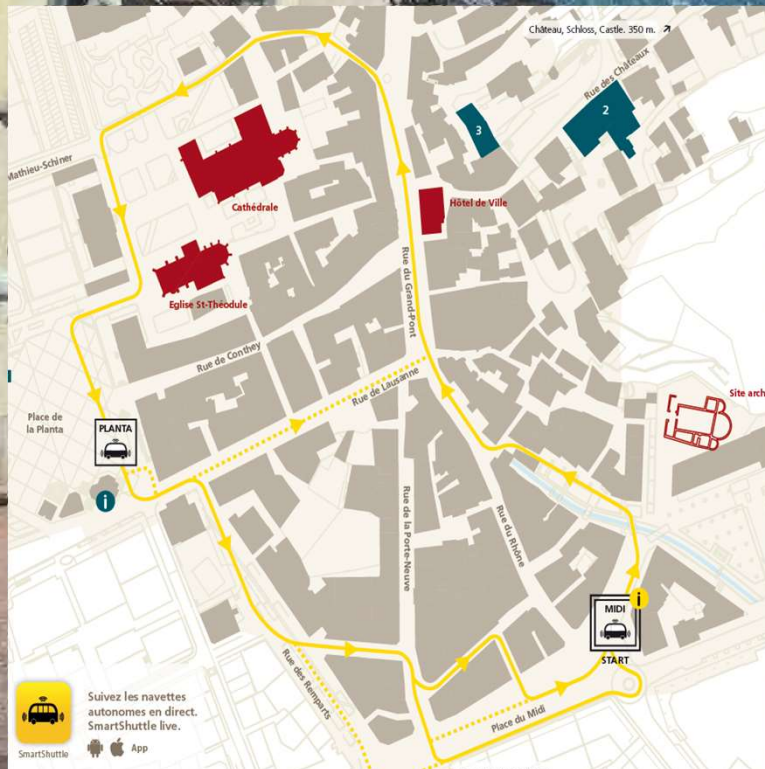 Château, Schloss, Castle. 350 m.
Rue des Châteaux
2
3
Mathieu-Schiner
Cathédrale
Hôtel de Ville
Rue du Grand-Pont
Eglise St-Théodule
Rue de Conthey
Rue de Lausanne
Site arch
Place de
la Planta
PLANTA
i
Rue de la Porte-Neuve
Rue du Rhône
i
MIDI
START
Rue des Remparts
Place du Midi
Suivez les navettes
autonomes en direct.
SmartShuttle live.
App
SmartShuttle